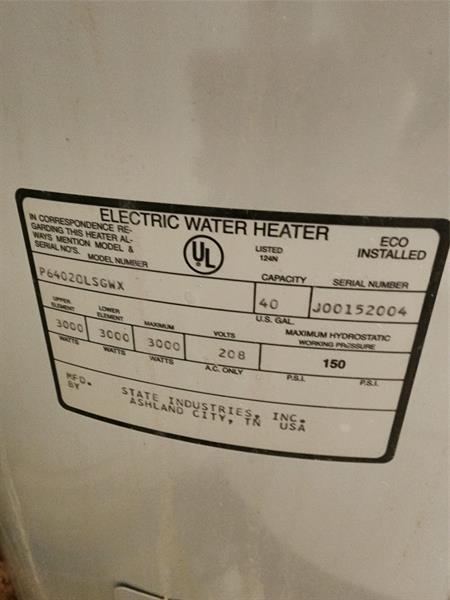 ELECTRIC WATER HEATER
IN CORRESPONDENCE RE-
GARDING THIS HEATER AL-
WAYS MENTION MODEL &
SERIAL NO'S.
UL
LISTED
124N
ECO
INSTALLED
MODEL NUMBER
CAPACITY
SERIAL NUMBER
P64020LSGWX
40
J00152004
U.S. GAL.
UPPER
ELEMENT
LOWER
ELEMENT
MAXIMUM
VOLTS
MAXIMUM HYDROSTATIC
WORKING PRESSURE
3000
3000
3000
208
150
WATTS
WATTS
WATTS
A.C. ONLY
P.S.I.
P.S.I.
MFD.
BY
STATE INDUSTRIES, INC.
ASHLAND CITY, TN USA